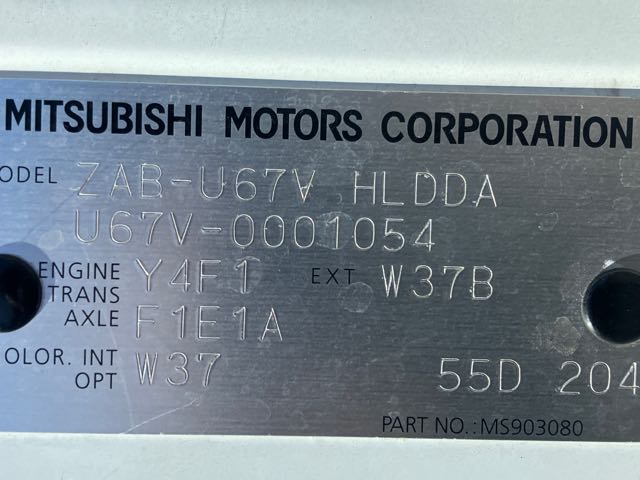 MITSUBISHI MOTORS CORPORATION
ODEL ZAB-U67V HLDDA
U67V-0001054
ENGINE Y4F1 EXT W37B
TRANS
AXLE F1E1A
OLOR. INT W37
OPT 55D 204
PART NO.:MS903080